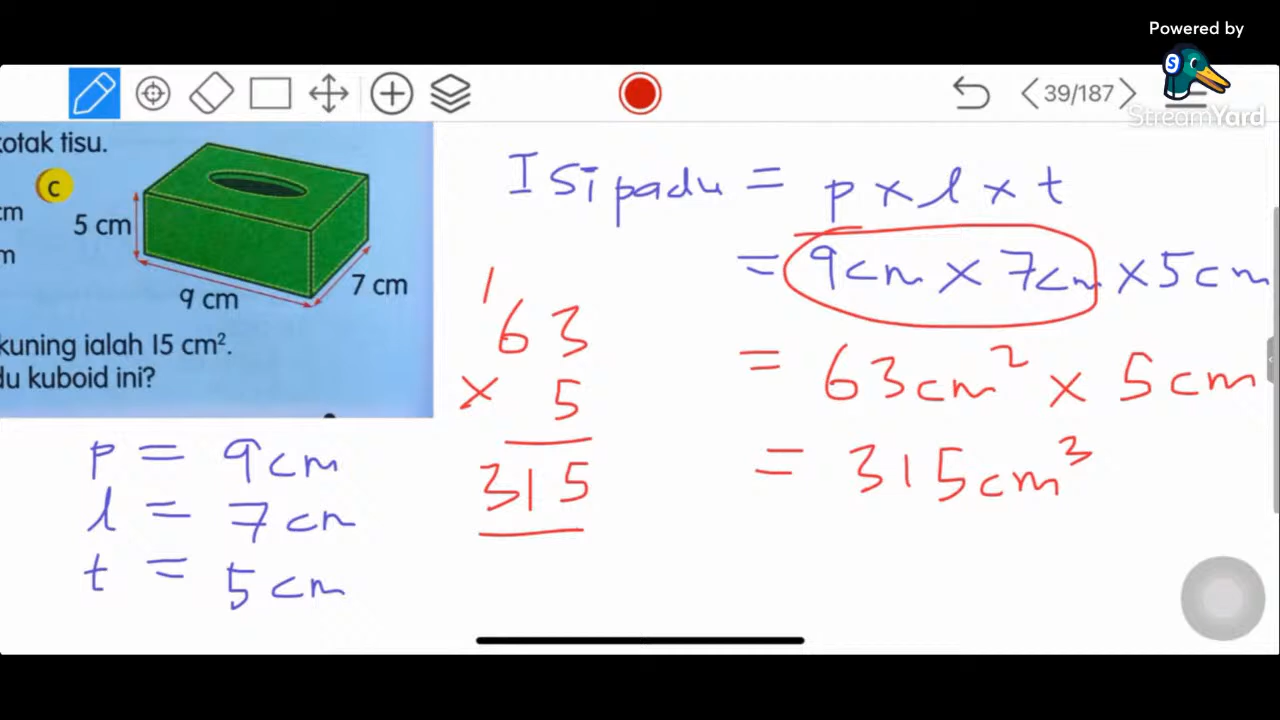 Powered by
StreamYard
39/187
kotak tisu.
c
cm
5 cm
m
7 cm
9 cm
kuning ialah 15 cm².
du kuboid ini?
p = 9cm
l = 7cm
t = 5cm
1
63
× 5
315
Isipadu = p × l × t
= 9cm × 7cm × 5cm
= 63cm² × 5cm
= 315cm³